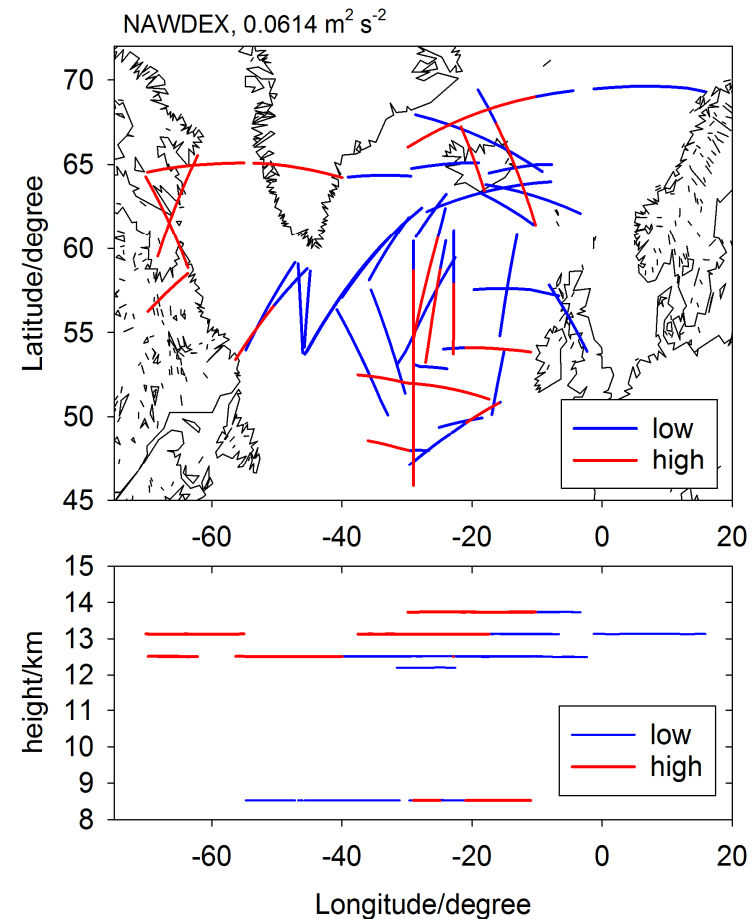 NAWDEX, 0.0614 m² s⁻²
Latitude/degree
70
65
60
55
50
45
-60 -40 -20 0 20
low
high
height/km
15
14
13
12
11
10
9
8
low
high
-60 -40 -20 0 20
Longitude/degree